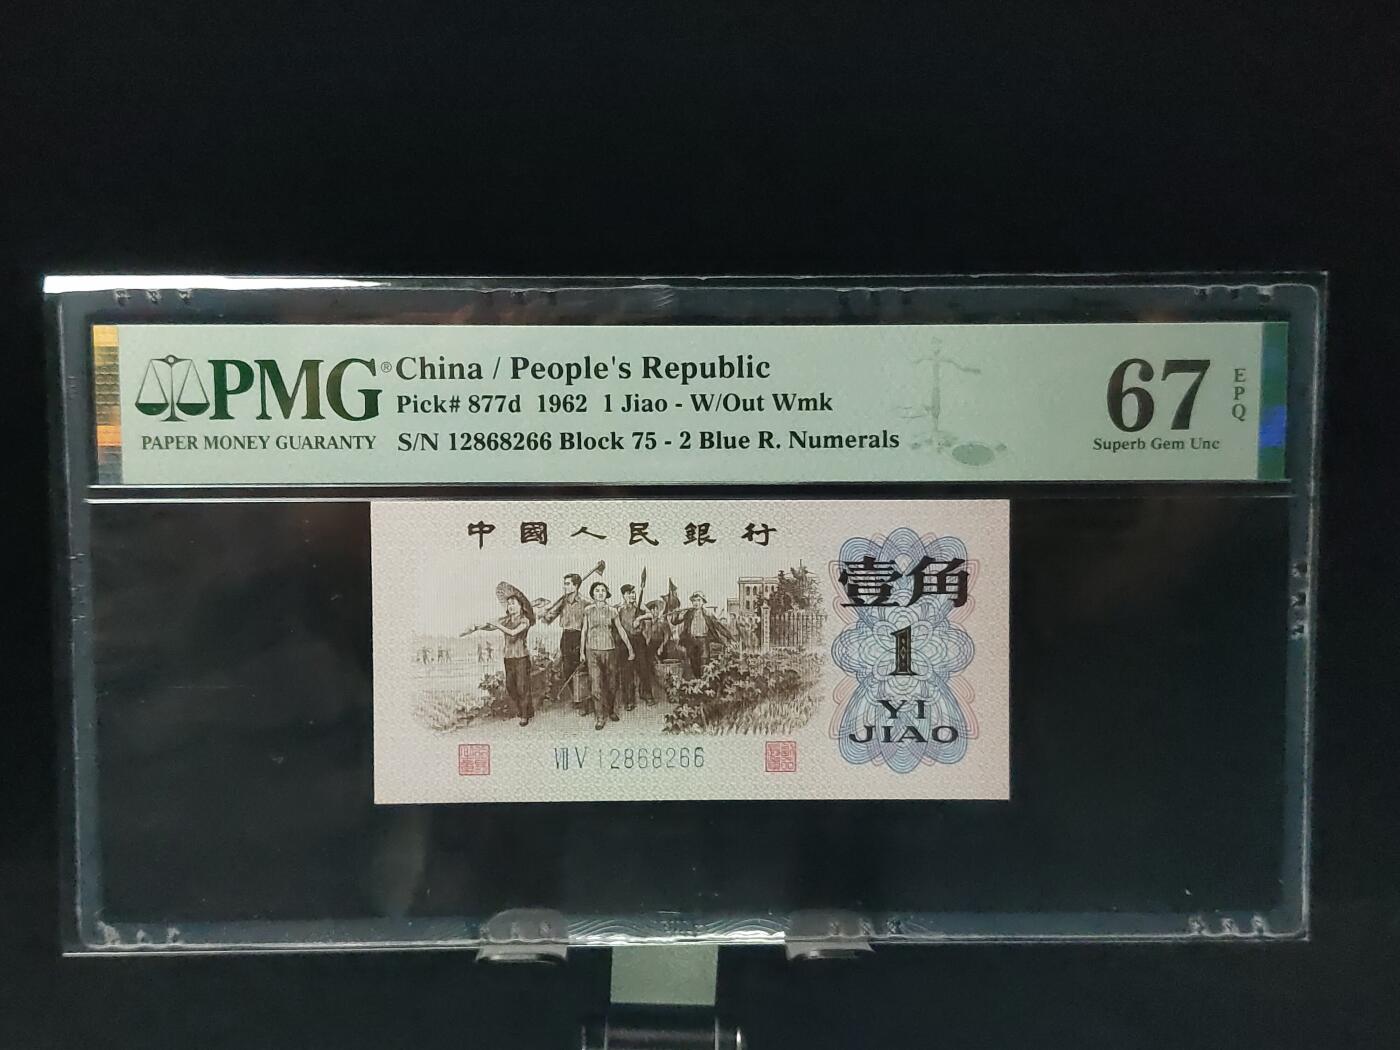 PMG®
PAPER MONEY GUARANTY
China / People's Republic
Pick# 877d 1962 1 Jiao - W/Out Wmk
S/N 12868266 Block 75 - 2 Blue R. Numerals
67
EPQ
Superb Gem Unc
中國人民銀行
壹角
1
YI
JIAO
VII V 12868266